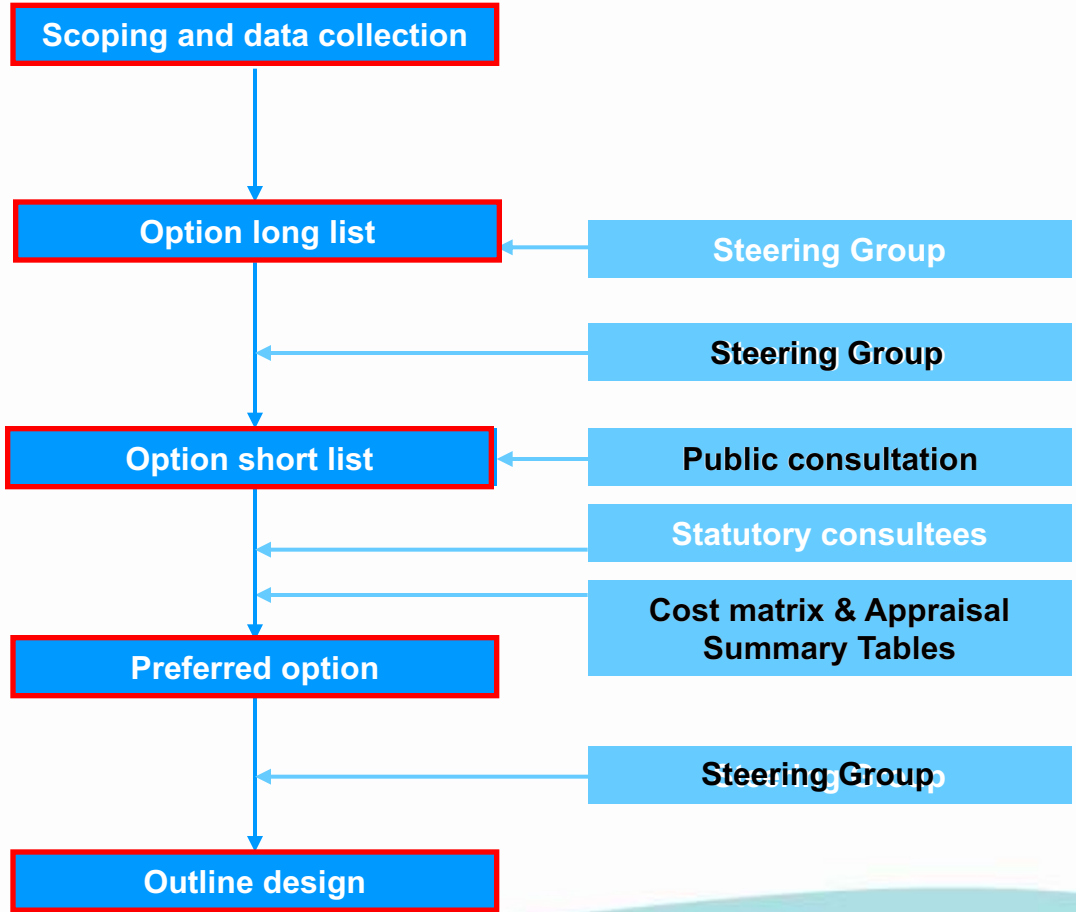 Scoping and data collection
Option long list
Steering Group
Steering Group
Option short list
Public consultation
Statutory consultees
Cost matrix & Appraisal
Summary Tables
Preferred option
Steering Group
Outline design